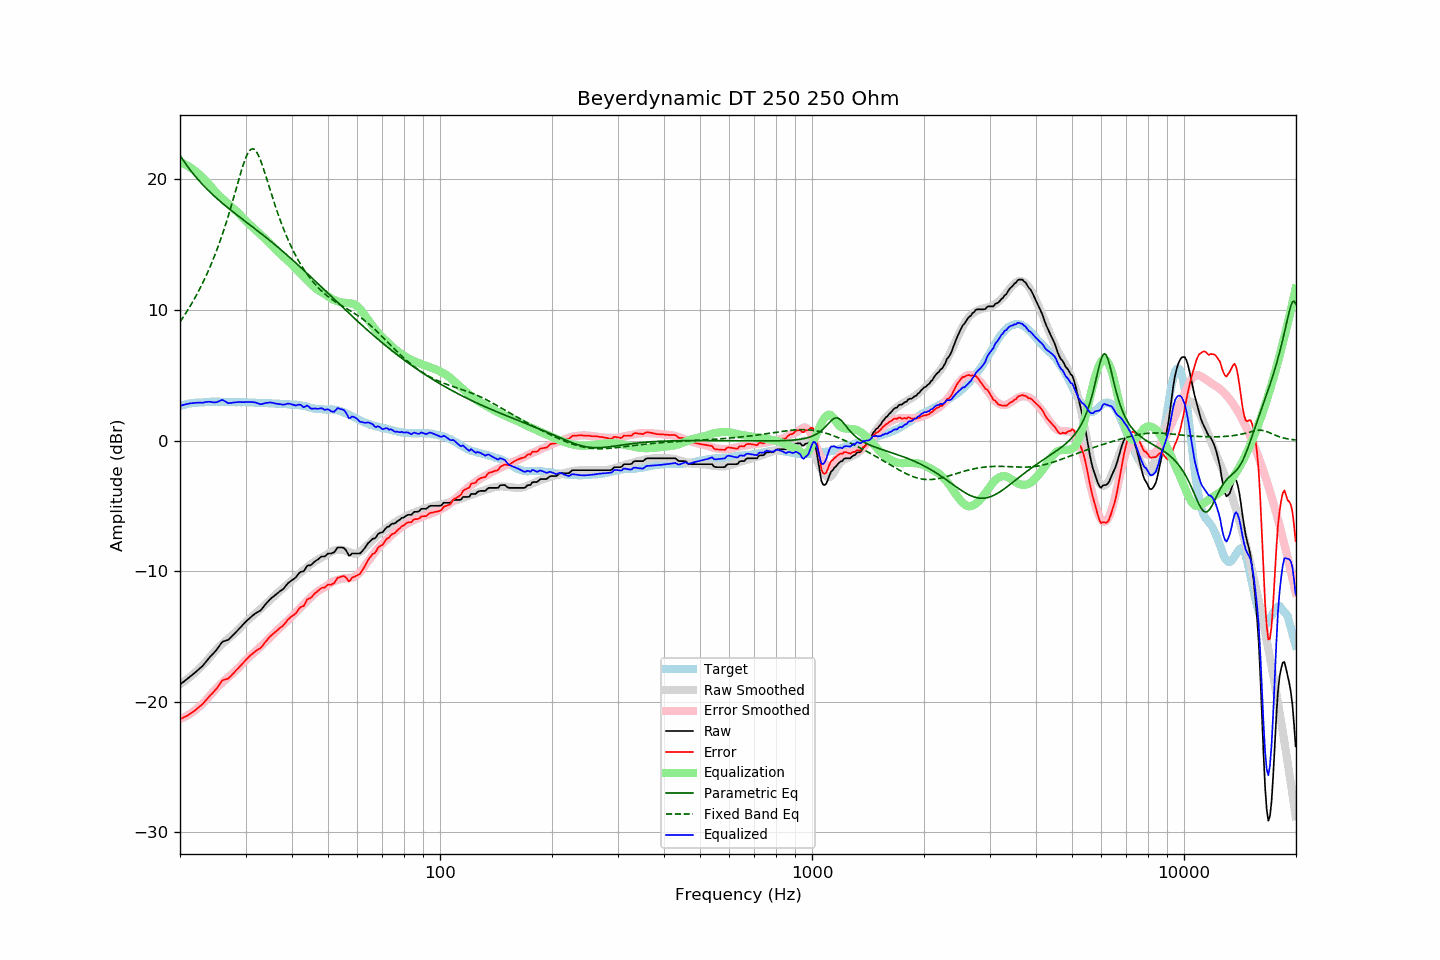 Beyerdynamic DT 250 250 Ohm
Amplitude (dBr)
20
10
0
−10
−20
−30
100
1000
10000
Frequency (Hz)
Target
Raw Smoothed
Error Smoothed
Raw
Error
Equalization
Parametric Eq
Fixed Band Eq
Equalized